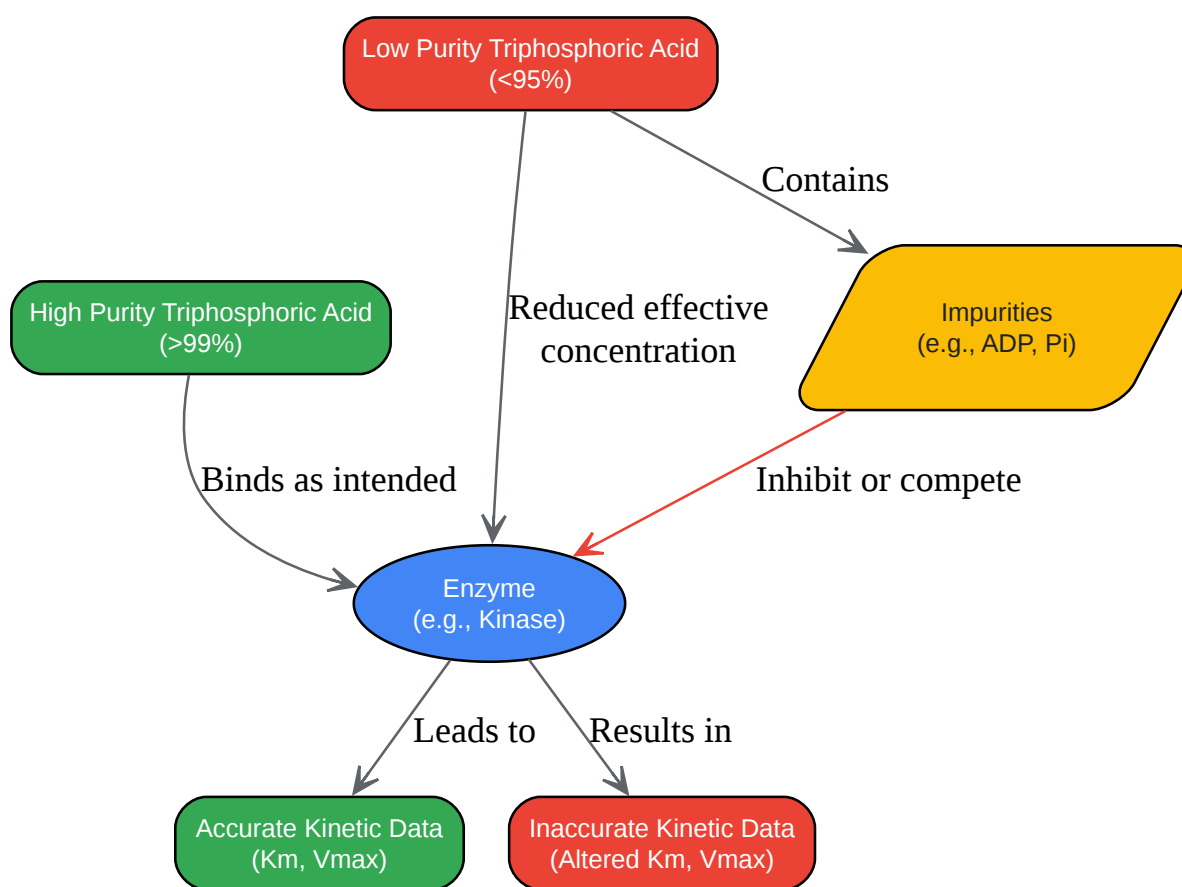 Low Purity Triphosphoric Acid
(<95%)
Contains
High Purity Triphosphoric Acid
(>99%)
Reduced effective
concentration
Impurities
(e.g., ADP, Pi)
Binds as intended
Inhibit or compete
Enzyme
(e.g., Kinase)
Leads to
Results in
Accurate Kinetic Data
(Km, Vmax)
Inaccurate Kinetic Data
(Altered Km, Vmax)